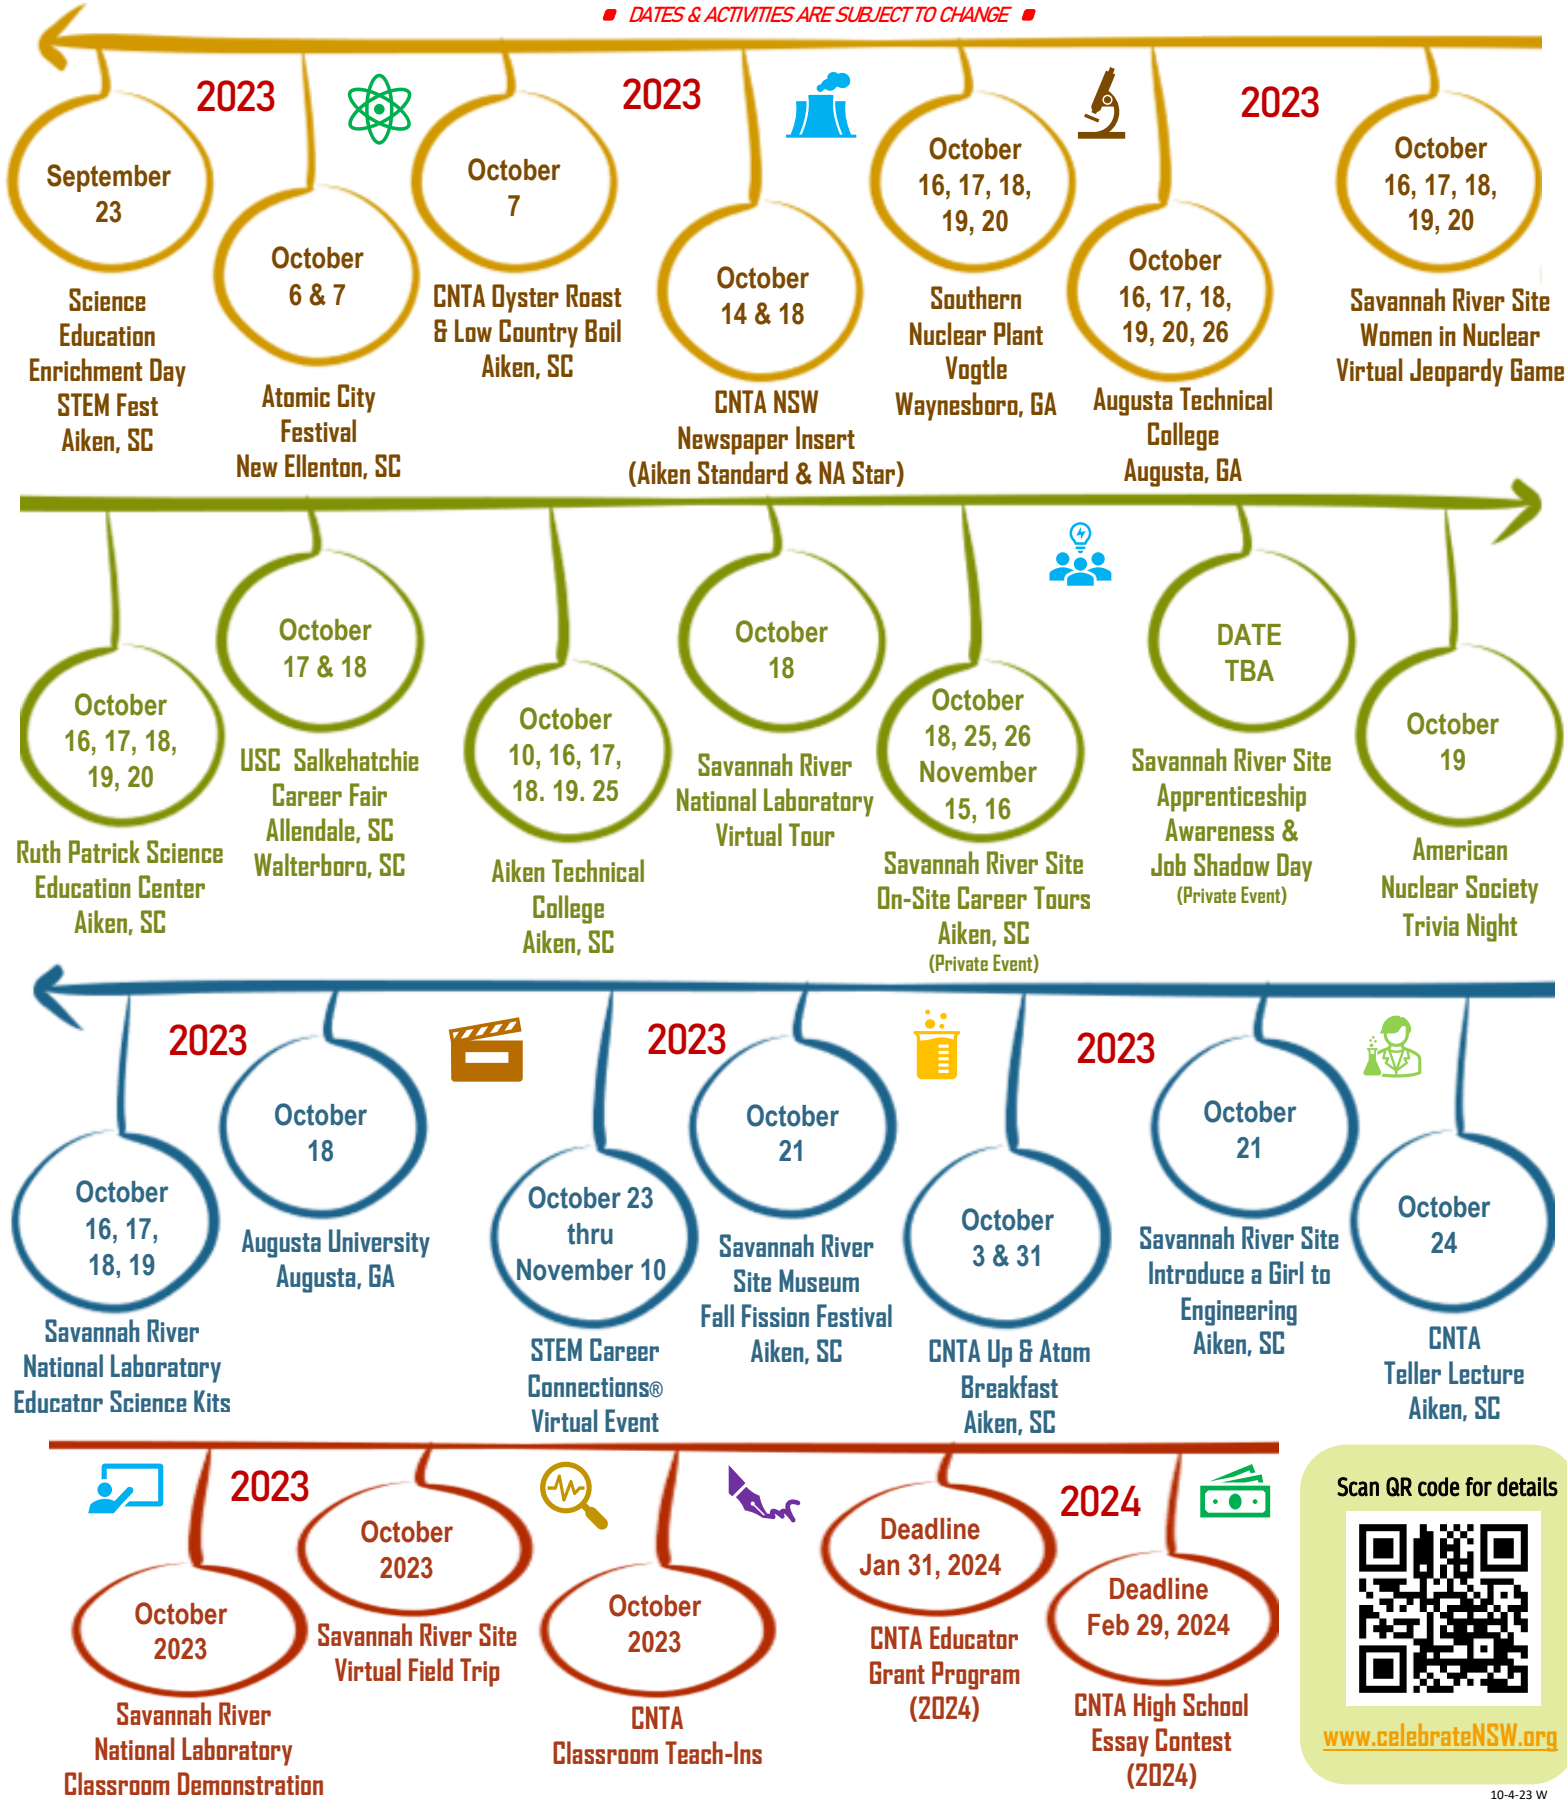 DATES & ACTIVITIES ARE SUBJECT TO CHANGE
2023
2023
2023
September
23
Science
Education
Enrichment Day
STEM Fest
Aiken, SC
October
6 & 7
Atomic City
Festival
New Ellenton, SC
October
7
CNTA Oyster Roast
& Low Country Boil
Aiken, SC
October
14 & 18
CNTA NSW
Newspaper Insert
(Aiken Standard & NA Star)
October
16, 17, 18,
19, 20
Southern
Nuclear Plant
Vogtle
Waynesboro, GA
October
16, 17, 18,
19, 20, 26
Augusta Technical
College
Augusta, GA
October
16, 17, 18,
19, 20
Savannah River Site
Women in Nuclear
Virtual Jeopardy Game
October
16, 17, 18,
19, 20
Ruth Patrick Science
Education Center
Aiken, SC
October
17 & 18
USC Salkehatchie
Career Fair
Allendale, SC
Walterboro, SC
October
10, 16, 17,
18. 19. 25
Aiken Technical
College
Aiken, SC
October
18
Savannah River
National Laboratory
Virtual Tour
October
18, 25, 26
November
15, 16
Savannah River Site
On-Site Career Tours
Aiken, SC
(Private Event)
DATE
TBA
Savannah River Site
Apprenticeship
Awareness &
Job Shadow Day
(Private Event)
October
19
American
Nuclear Society
Trivia Night
2023
2023
2023
October
16, 17,
18, 19
Savannah River
National Laboratory
Educator Science Kits
October
18
Augusta University
Augusta, GA
October 23
thru
November 10
STEM Career
Connections®
Virtual Event
October
21
Savannah River
Site Museum
Fall Fission Festival
Aiken, SC
October
3 & 31
CNTA Up & Atom
Breakfast
Aiken, SC
October
21
Savannah River Site
Introduce a Girl to
Engineering
Aiken, SC
October
24
CNTA
Teller Lecture
Aiken, SC
2023
2024
October
2023
Savannah River
National Laboratory
Classroom Demonstration
October
2023
Savannah River Site
Virtual Field Trip
October
2023
CNTA
Classroom Teach-Ins
Deadline
Jan 31, 2024
CNTA Educator
Grant Program
(2024)
Deadline
Feb 29, 2024
CNTA High School
Essay Contest
(2024)
Scan QR code for details
www.celebrateNSW.org
10-4-23 W